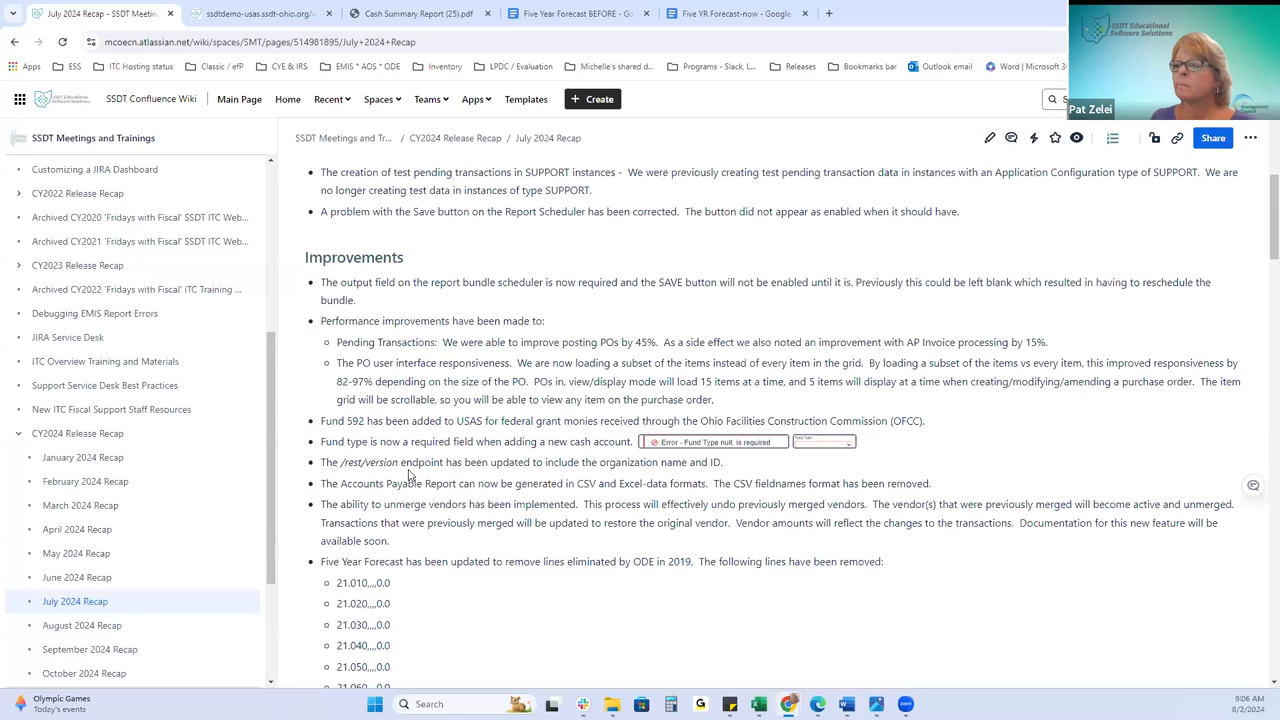 July 2024 Recap - SSDT Meeting
ssdtdemo-usas.ssdt-ohio.org/x
Cash Summary Report (25).pdf
Five Year Forecast BEFORE - Go
Five YR Forecast-now - Google
mcoecn.atlassian.net/wiki/spaces/SMT/pages/514981895/July+2024+Recap
Apps
ESS
ITC Hosting status
Classic / eFP
CYE & IRS
EMIS * AOS * ODE
Inventory
LPDC / Evaluation
Michelle's shared d...
Programs - Slack, L...
Releases
Bookmarks bar
Outlook email
Word | Microsoft 36
SSDT Educational
Software Solutions
Pat Zelei
SSDT Confluence Wiki
Main Page
Home
Recent
Spaces
Teams
Apps
Templates
+ Create
S
SSDT Meetings and Trainings
SSDT Meetings and Tr... / CY2024 Release Recap / July 2024 Recap
Share
Customizing a JIRA Dashboard
CY2022 Release Recap
Archived CY2020 'Fridays with Fiscal' SSDT ITC Web...
Archived CY2021 'Fridays with Fiscal' SSDT ITC Web...
CY2023 Release Recap
Archived CY2022 'Fridays with Fiscal' ITC Training ...
Debugging EMIS Report Errors
JIRA Service Desk
ITC Overview Training and Materials
Support Service Desk Best Practices
New ITC Fiscal Support Staff Resources
CY2024 Release Recap
January 2024 Recap
February 2024 Recap
March 2024 Recap
April 2024 Recap
May 2024 Recap
June 2024 Recap
July 2024 Recap
August 2024 Recap
September 2024 Recap
October 2024 Recap
The creation of test pending transactions in SUPPORT instances - We were previously creating test pending transaction data in instances with an Application Configuration type of SUPPORT. We are
no longer creating test data in instances of type SUPPORT.
A problem with the Save button on the Report Scheduler has been corrected. The button did not appear as enabled when it should have.
Improvements
The output field on the report bundle scheduler is now required and the SAVE button will not be enabled until it is. Previously this could be left blank which resulted in having to reschedule the
bundle.
Performance improvements have been made to:
Pending Transactions: We were able to improve posting POs by 45%. As a side effect we also noted an improvement with AP Invoice processing by 15%.
The PO user interface responsiveness. We are now loading a subset of the items instead of every item in the grid. By loading a subset of the items vs every item, this improved responsiveness by
82-97% depending on the size of the PO. POs in, view/display mode will load 15 items at a time, and 5 items will display at a time when creating/modifying/amending a purchase order. The item
grid will be scrollable, so you will be able to view any item on the purchase order.
Fund 592 has been added to USAS for federal grant monies received through the Ohio Facilities Construction Commission (OFCC).
Fund type is now a required field when adding a new cash account. Error - Fund Type null, is required Fund Type
The /rest/version endpoint has been updated to include the organization name and ID.
The Accounts Payable Report can now be generated in CSV and Excel-data formats. The CSV fieldnames format has been removed.
The ability to unmerge vendors has been implemented. This process will effectively undo previously merged vendors. The vendor(s) that were previously merged will become active and unmerged.
Transactions that were previously merged will be updated to restore the original vendor. Vendor amounts will reflect the changes to the transactions. Documentation for this new feature will be
available soon.
Five Year Forecast has been updated to remove lines eliminated by ODE in 2019. The following lines have been removed:
21.010,,,,0.0
21.020,,,,0.0
21.030,,,,0.0
21.040,,,,0.0
21.050,,,,0.0
21.060,,,,0.0
Olympic Games
Today's events
Search
9:06 AM
8/2/2024